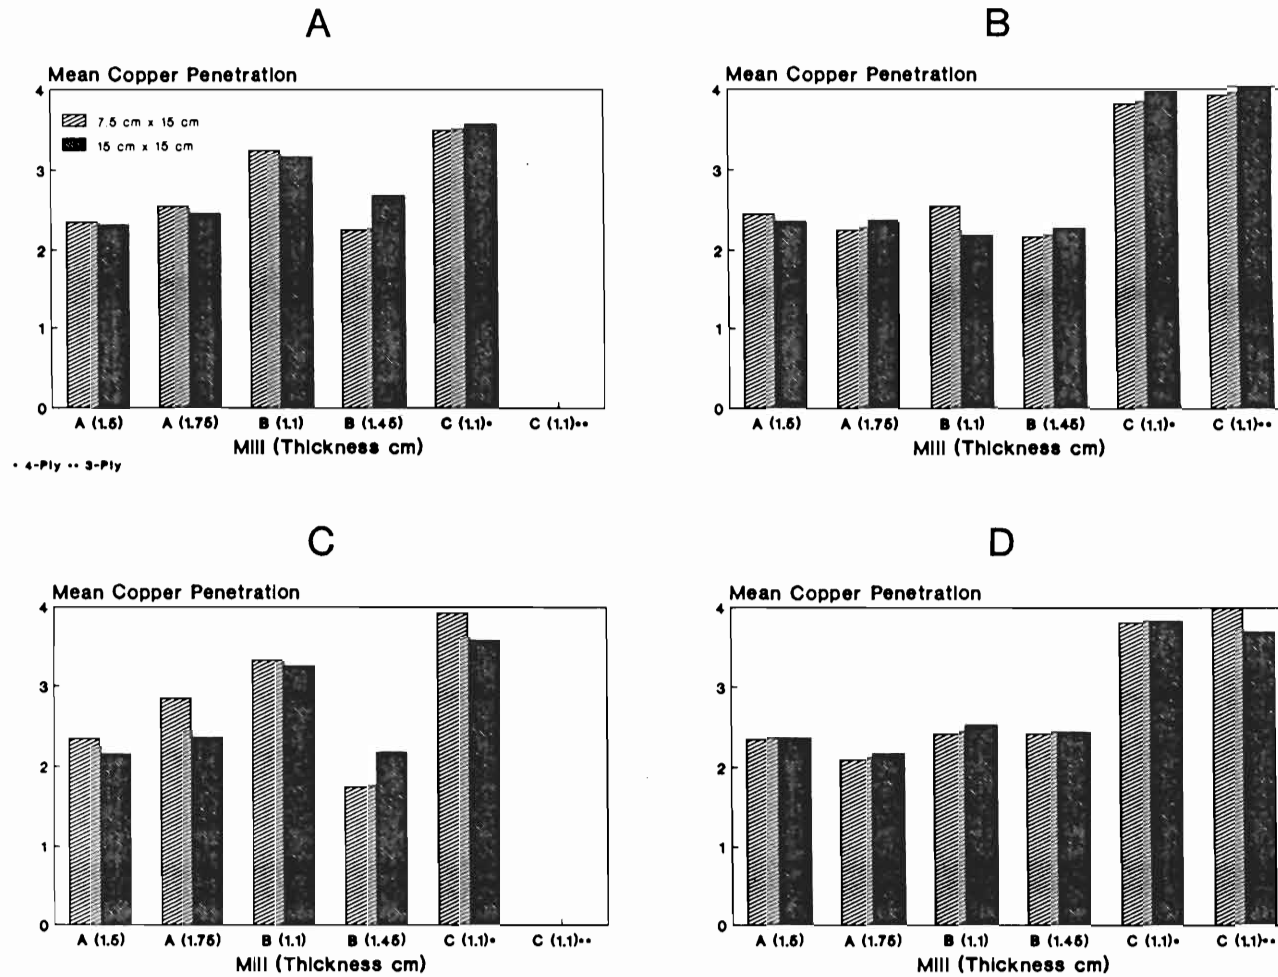 A
Mean Copper Penetration
4
7.5 cm x 15 cm
15 cm x 15 cm
3
2
1
0
A (1.5) A (1.75) B (1.1) B (1.45) C (1.1)• C (1.1)••
Mill (Thickness cm)
• 4-Ply •• 3-Ply
B
Mean Copper Penetration
4
3
2
1
0
A (1.5) A (1.75) B (1.1) B (1.45) C (1.1)• C (1.1)••
Mill (Thickness cm)
C
Mean Copper Penetration
4
3
2
1
0
A (1.5) A (1.75) B (1.1) B (1.45) C (1.1)• C (1.1)••
Mill (Thickness cm)
D
Mean Copper Penetration
4
3
2
1
0
A (1.5) A (1.75) B (1.1) B (1.45) C (1.1)• C (1.1)••
Mill (Thickness cm)